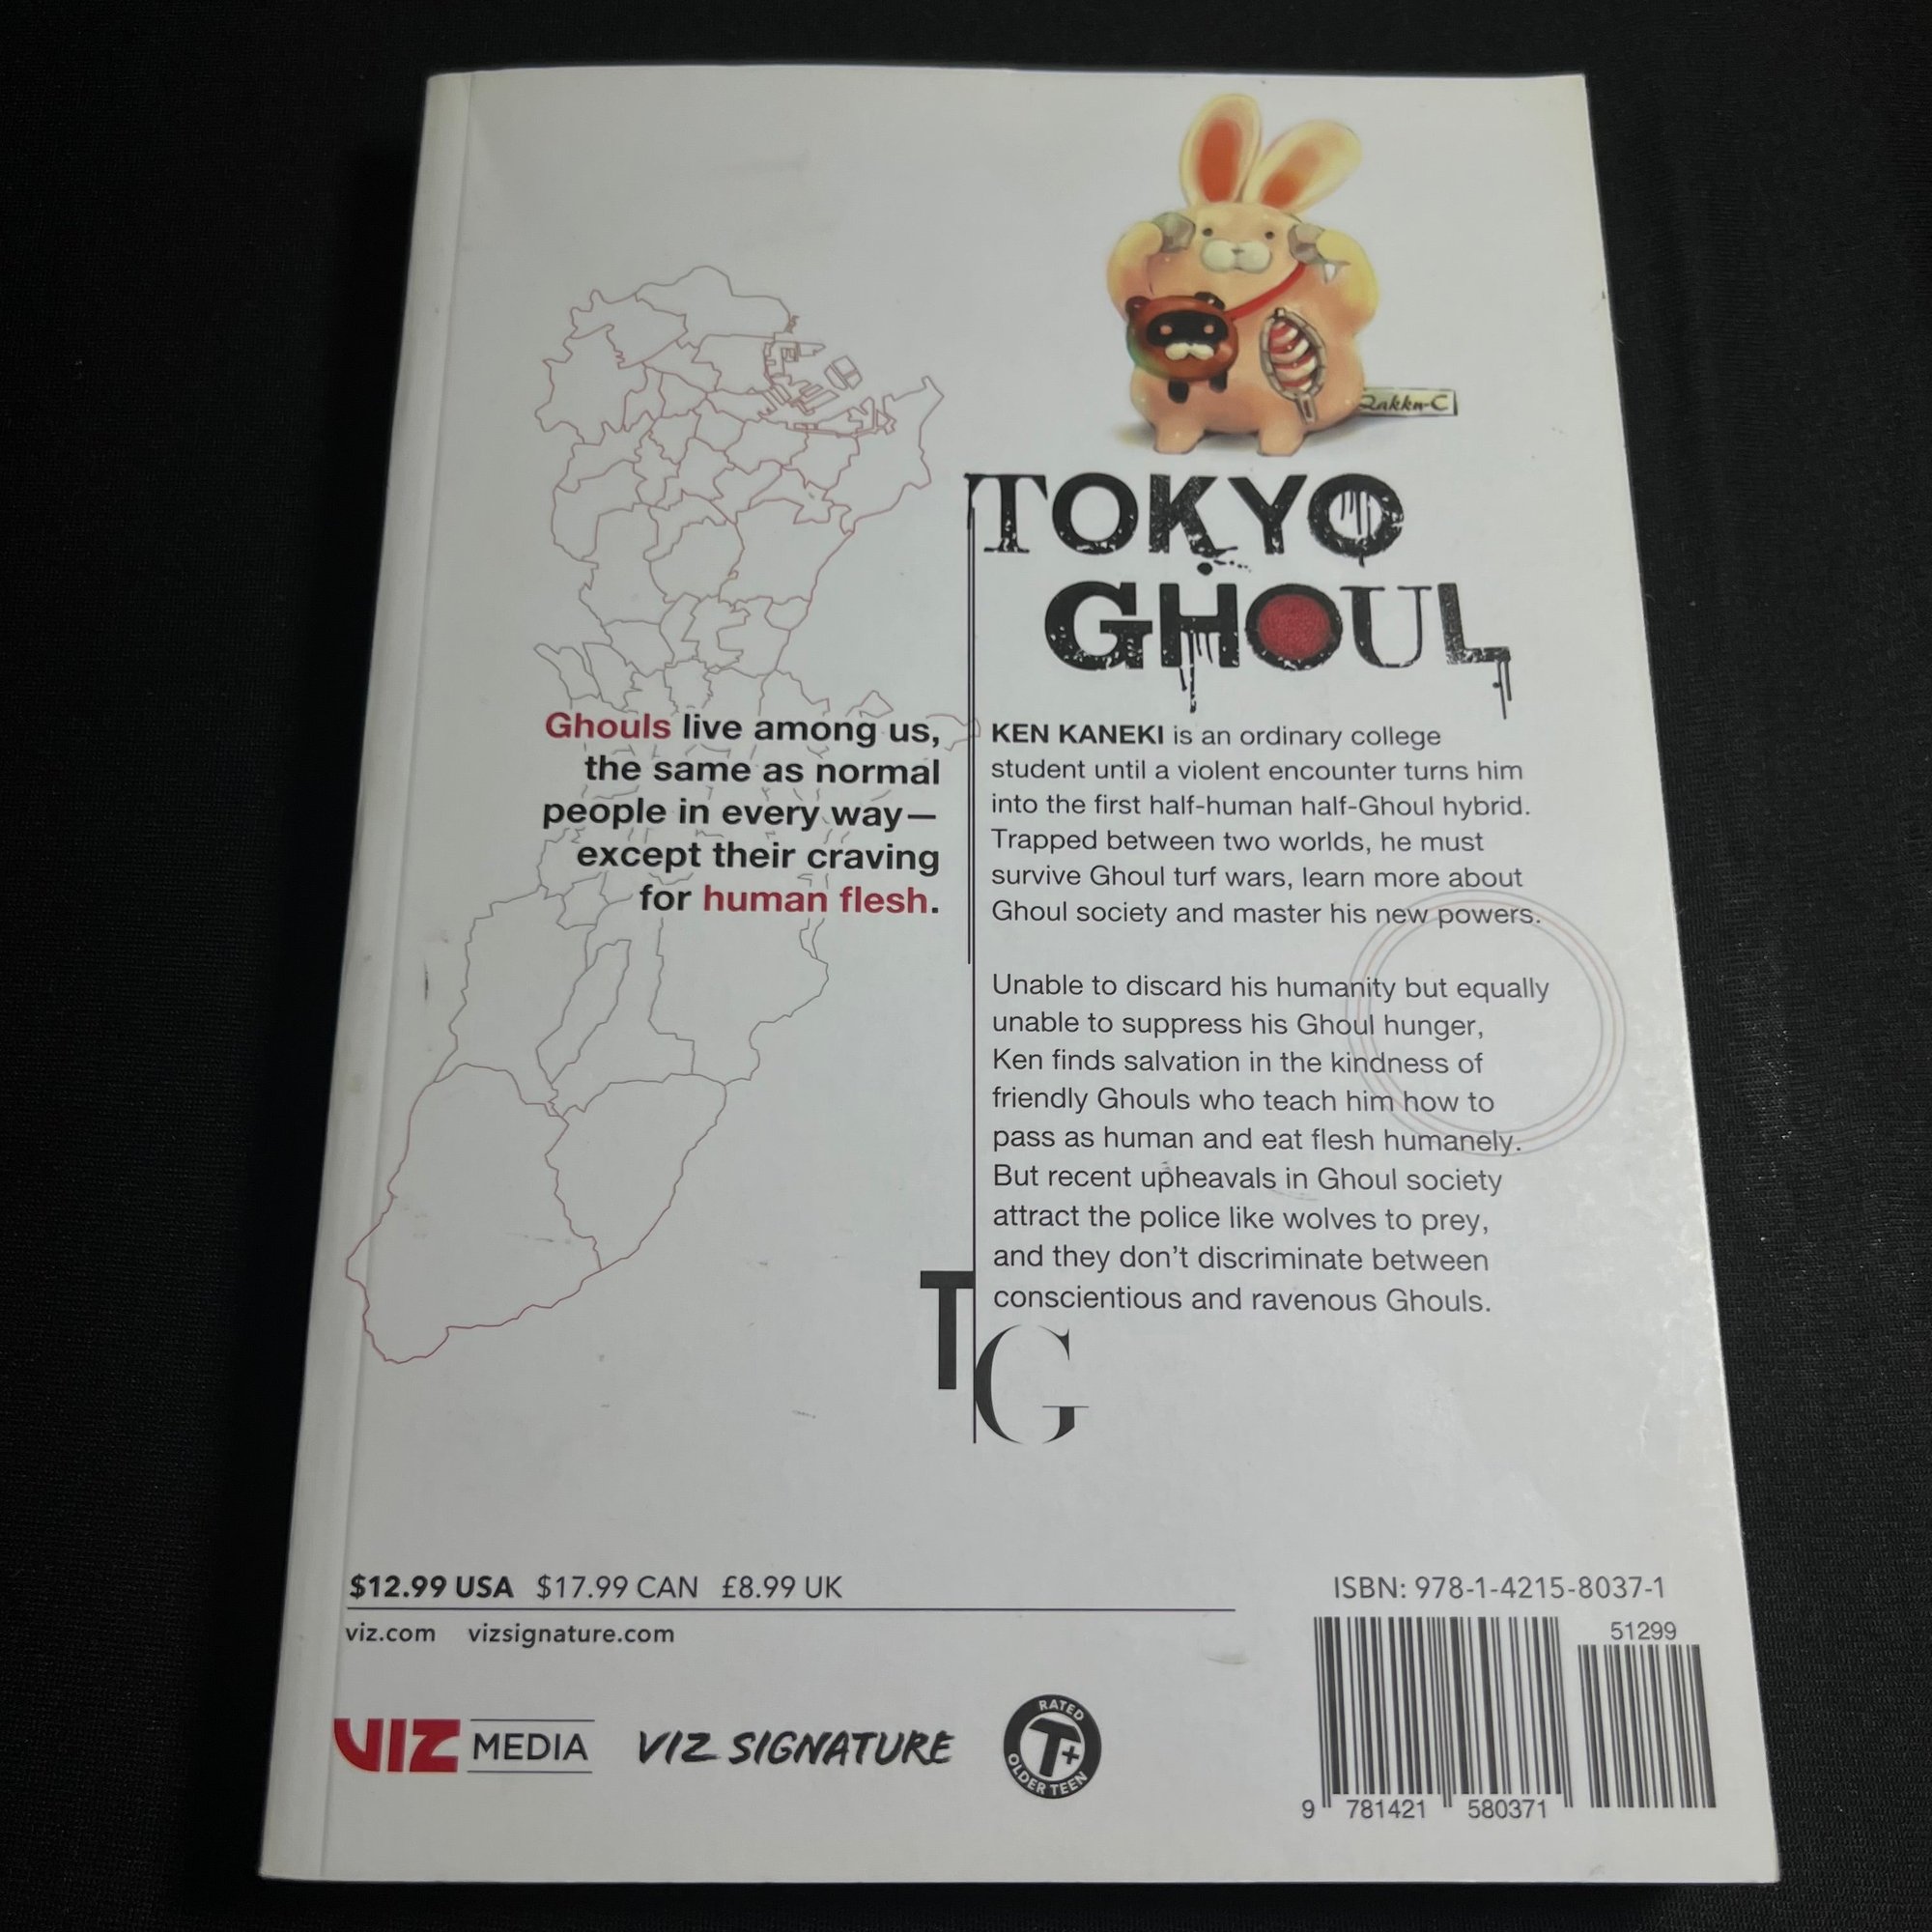 Zakkn-C
TOKYO
GHOUL
Ghouls live among us,
the same as normal
people in every way—
except their craving
for human flesh.
KEN KANEKI is an ordinary college
student until a violent encounter turns him
into the first half-human half-Ghoul hybrid.
Trapped between two worlds, he must
survive Ghoul turf wars, learn more about
Ghoul society and master his new powers.
Unable to discard his humanity but equally
unable to suppress his Ghoul hunger,
Ken finds salvation in the kindness of
friendly Ghouls who teach him how to
pass as human and eat flesh humanely.
But recent upheavals in Ghoul society
attract the police like wolves to prey,
and they don't discriminate between
conscientious and ravenous Ghouls.
TG
$12.99 USA $17.99 CAN £8.99 UK
viz.com vizsignature.com
VIZ MEDIA
VIZ SIGNATURE
RATED
T+
OLDER TEEN
ISBN: 978-1-4215-8037-1
51299
9 781421 580371